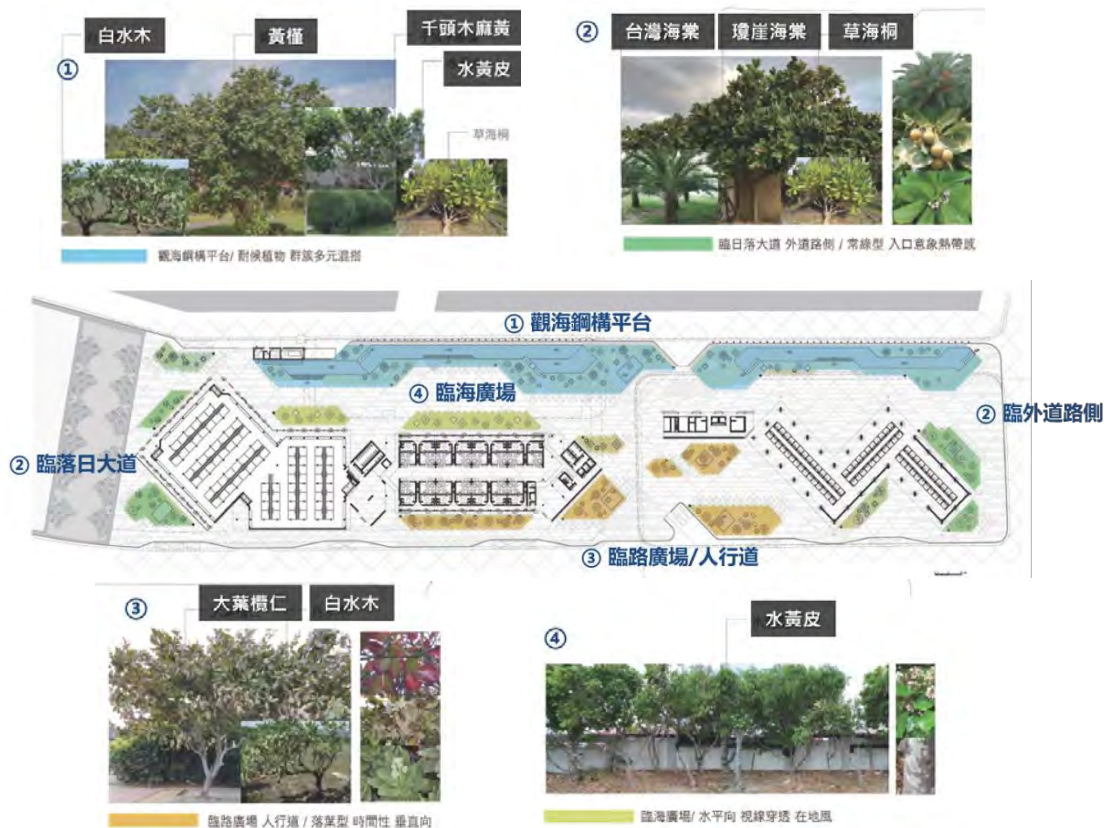 白水木
黃槿
千頭木麻黃
水黃皮
①
草海桐
觀海鋼構平台/ 耐候植物 群簇多元混搭
②
台灣海棗
瓊崖海棠
草海桐
臨日落大道 外道路側 / 常綠型 入口意象熱帶感
① 觀海鋼構平台
④ 臨海廣場
② 臨外道路側
② 臨落日大道
③ 臨路廣場/人行道
③
大葉欖仁
白水木
臨路廣場 人行道 / 落葉型 時間性 垂直向
④
水黃皮
臨海廣場/ 水平向 視線穿透 在地風